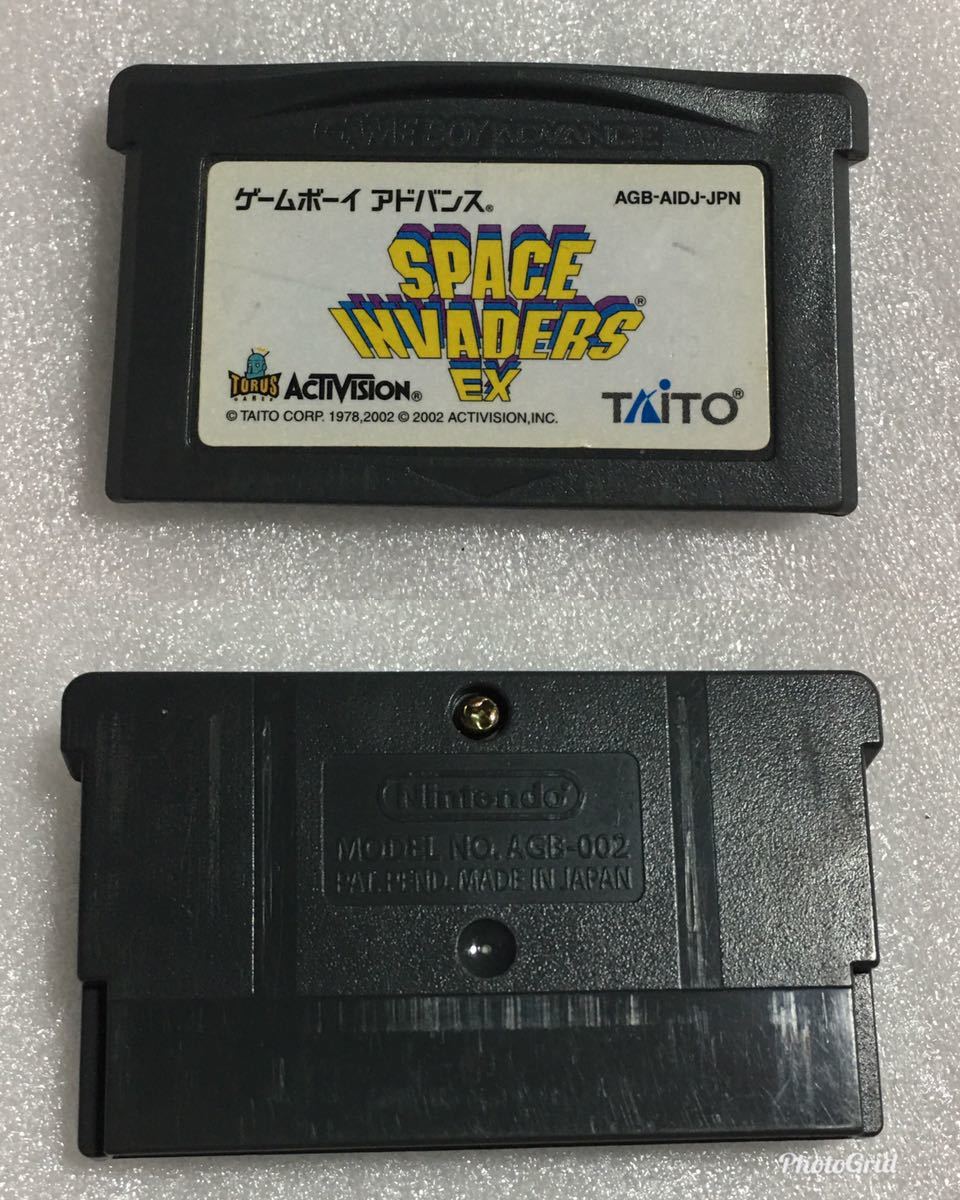 GAME BOY ADVANCE
ゲームボーイ アドバンス®
AGB-AIDJ-JPN
SPACE
INVADERS®
EX
TORUS
GAMES
ACTIVISION®
TAITO®
© TAITO CORP. 1978,2002 © 2002 ACTIVISION,INC.
Nintendo®
MODEL NO. AGB-002
PAT. PEND. MADE IN JAPAN
PhotoGrid